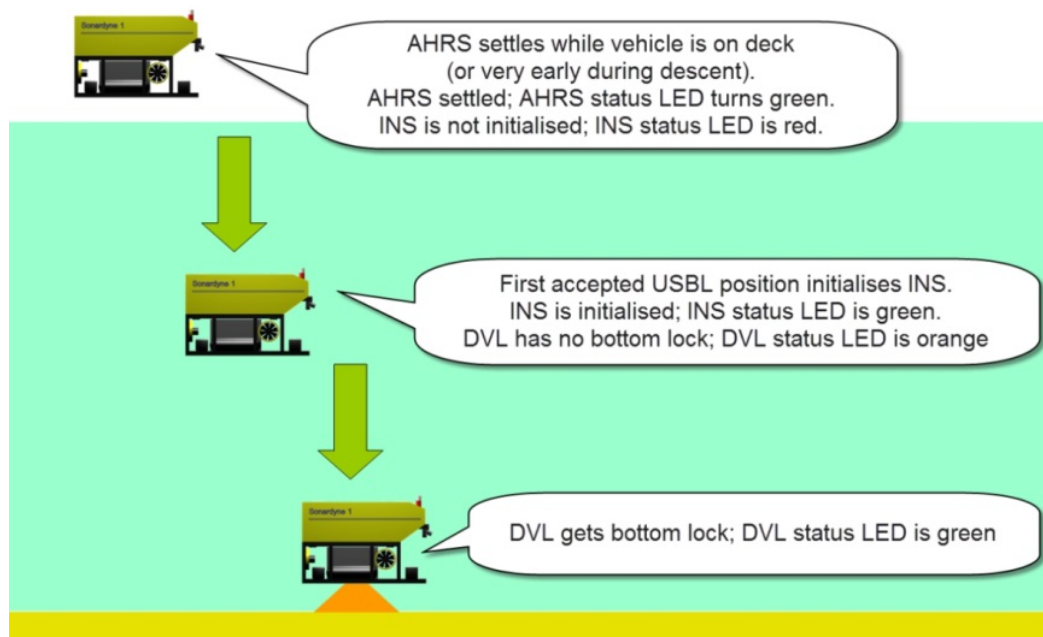 Sonardyne 1
AHRS settles while vehicle is on deck
(or very early during descent).
AHRS settled; AHRS status LED turns green.
INS is not initialised; INS status LED is red.
Sonardyne 1
First accepted USBL position initialises INS.
INS is initialised; INS status LED is green.
DVL has no bottom lock; DVL status LED is orange
Sonardyne 1
DVL gets bottom lock; DVL status LED is green